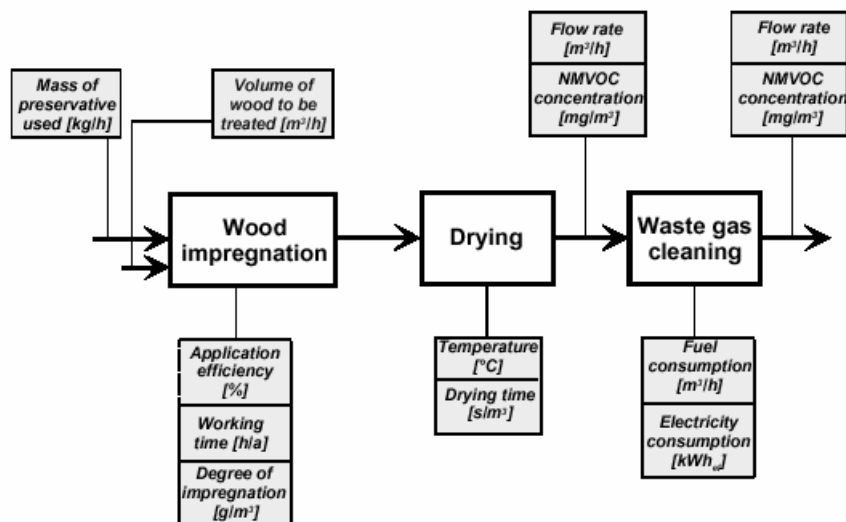 Mass of
preservative
used [kg/h]
Volume of
wood to be
treated [m³/h]
Flow rate
[m³/h]
NMVOC
concentration
[mg/m³]
Flow rate
[m³/h]
NMVOC
concentration
[mg/m³]
Wood
impregnation
Drying
Waste gas
cleaning
Application
efficiency
[%]
Working
time [h/a]
Degree of
impregnation
[g/m³]
Temperature
[°C]
Drying time
[s/m³]
Fuel
consumption
[m³/h]
Electricity
consumption
[kWhₑₗ]